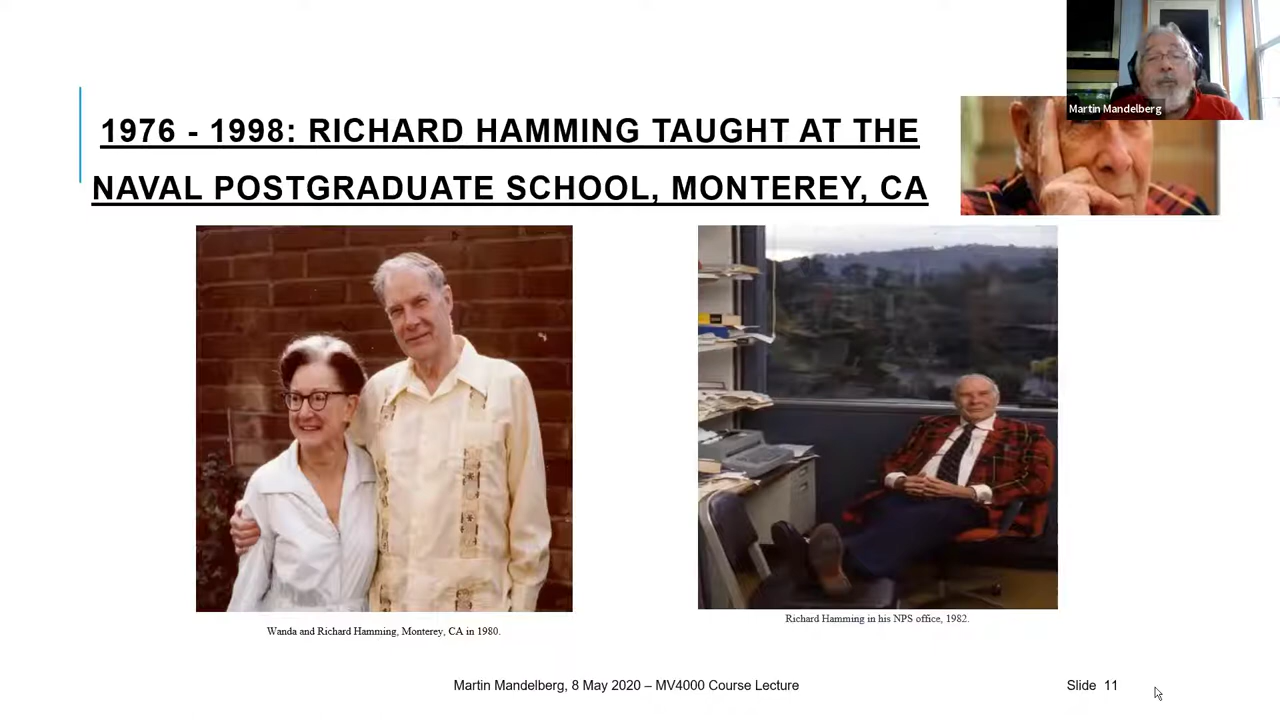 Martin Mandelberg
1976 - 1998: RICHARD HAMMING TAUGHT AT THE
NAVAL POSTGRADUATE SCHOOL, MONTEREY, CA
Wanda and Richard Hamming, Monterey, CA in 1980.
Richard Hamming in his NPS office, 1982.
Martin Mandelberg, 8 May 2020 – MV4000 Course Lecture
Slide 11